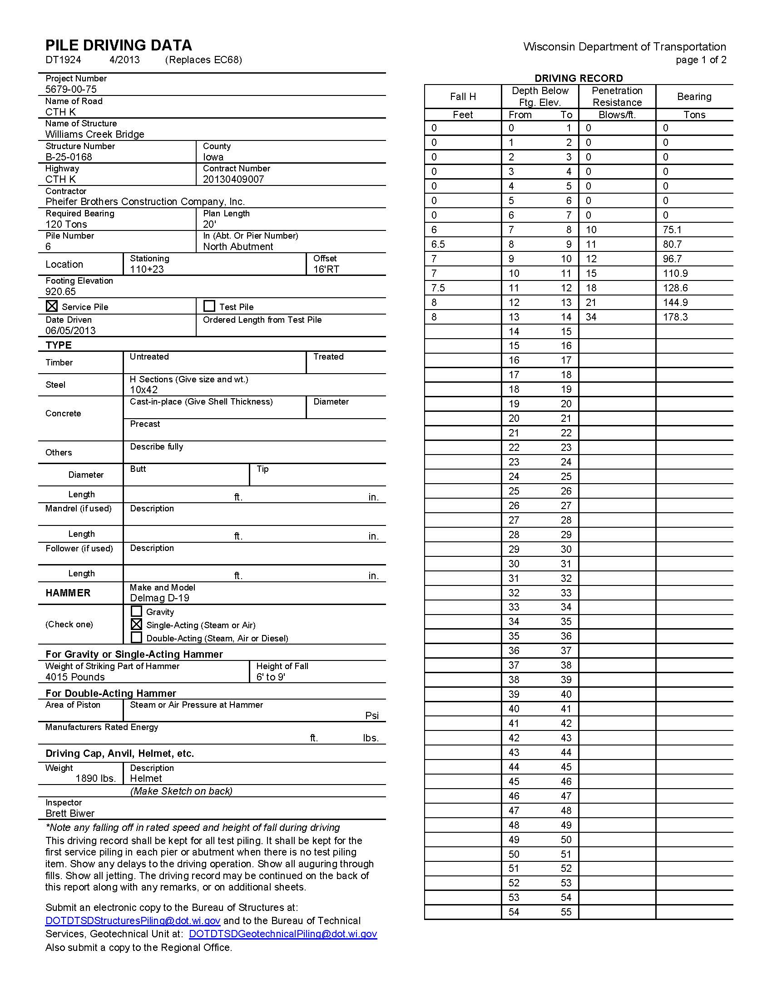 PILE DRIVING DATA
DT1924 4/2013 (Replaces EC68)
Wisconsin Department of Transportation
page 1 of 2
Project Number
5679-00-75
Name of Road
CTH K
Name of Structure
Williams Creek Bridge
Structure Number County
B-25-0168 Iowa
Highway Contract Number
CTH K 20130409007
Contractor
Pheifer Brothers Construction Company, Inc.
Required Bearing Plan Length
120 Tons 20'
Pile Number In (Abt. Or Pier Number)
6 North Abutment
Location Stationing Offset
110+23 16'RT
Footing Elevation
920.65
Service Pile Test Pile
Date Driven Ordered Length from Test Pile
06/05/2013
TYPE
Timber Untreated Treated
Steel H Sections (Give size and wt.)
10x42
Concrete Cast-in-place (Give Shell Thickness) Diameter
Precast
Others Describe fully
Diameter Butt Tip
Length ft. in.
Mandrel (if used) Description
Length ft. in.
Follower (if used) Description
Length ft. in.
HAMMER Make and Model
Delmag D-19
(Check one) Gravity
Single-Acting (Steam or Air)
Double-Acting (Steam, Air or Diesel)
For Gravity or Single-Acting Hammer
Weight of Striking Part of Hammer Height of Fall
4015 Pounds 6' to 9'
For Double-Acting Hammer
Area of Piston Steam or Air Pressure at Hammer
Psi
Manufacturers Rated Energy
ft. lbs.
Driving Cap, Anvil, Helmet, etc.
Weight Description
1890 lbs. Helmet
(Make Sketch on back)
Inspector
Brett Biwer
*Note any falling off in rated speed and height of fall during driving
This driving record shall be kept for all test piling. It shall be kept for the
first service piling in each pier or abutment when there is no test piling
item. Show any delays to the driving operation. Show all auguring through
fills. Show all jetting. The driving record may be continued on the back of
this report along with any remarks, or on additional sheets.
Submit an electronic copy to the Bureau of Structures at:
DOTDTSDStructuresPiling@dot.wi.gov and to the Bureau of Technical
Services, Geotechnical Unit at: DOTDTSDGeotechnicalPiling@dot.wi.gov
Also submit a copy to the Regional Office.
DRIVING RECORD
Fall H Depth Below Penetration Bearing
Ftg. Elev. Resistance
Feet From To Blows/ft. Tons
0 0 1 0 0
0 1 2 0 0
0 2 3 0 0
0 3 4 0 0
0 4 5 0 0
0 5 6 0 0
0 6 7 0 0
6 7 8 10 75.1
6.5 8 9 11 80.7
7 9 10 12 96.7
7 10 11 15 110.9
7.5 11 12 18 128.6
8 12 13 21 144.9
8 13 14 34 178.3
14 15
15 16
16 17
17 18
18 19
19 20
20 21
21 22
22 23
23 24
24 25
25 26
26 27
27 28
28 29
29 30
30 31
31 32
32 33
33 34
34 35
35 36
36 37
37 38
38 39
39 40
40 41
41 42
42 43
43 44
44 45
45 46
46 47
47 48
48 49
49 50
50 51
51 52
52 53
53 54
54 55